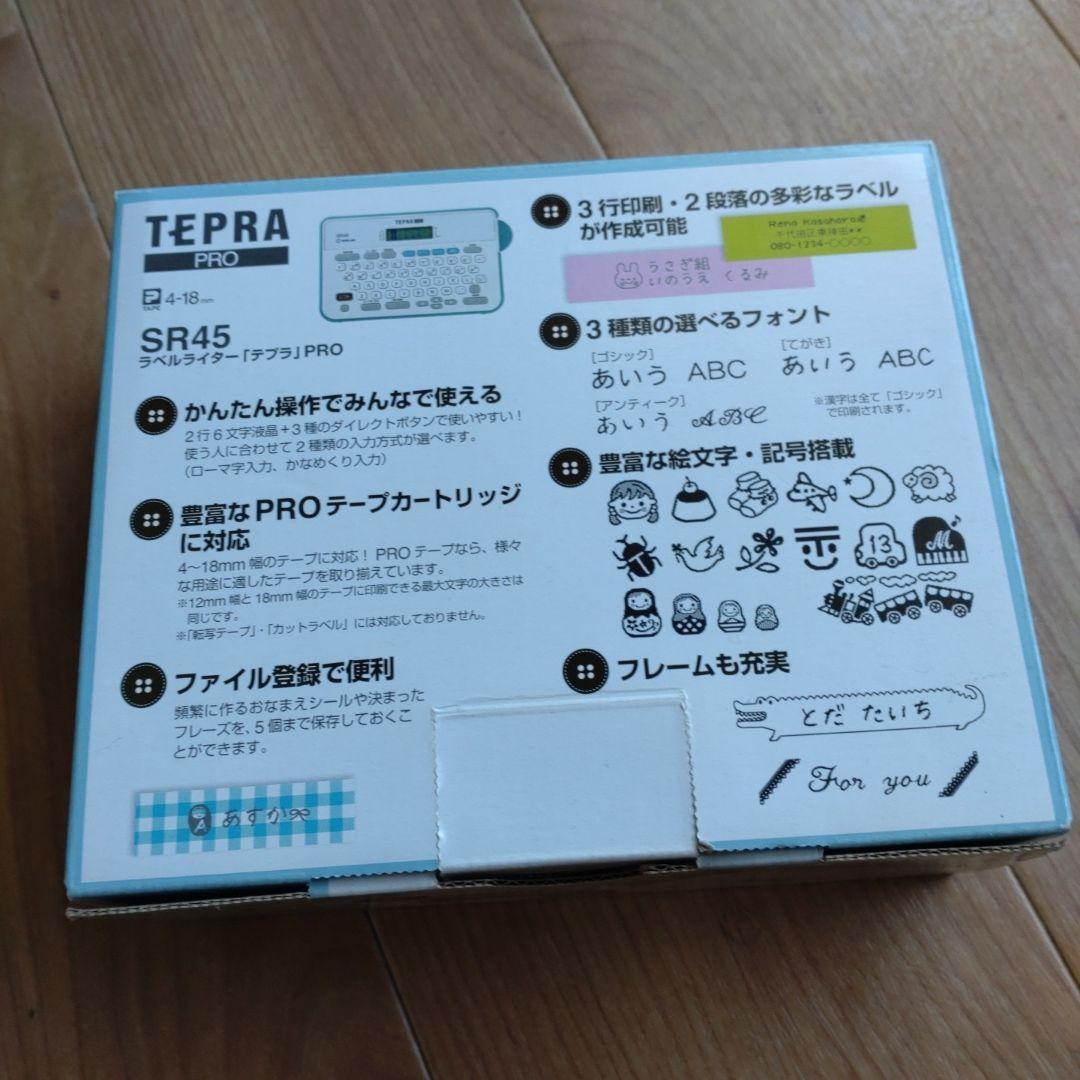 TEPRA
PRO
TAPE 4-18mm
SR45
ラベルライター「テプラ」PRO
かんたん操作でみんなで使える
2行6文字液晶+3種のダイレクトボタンで使いやすい!
使う人に合わせて2種類の入力方式が選べます。
(ローマ字入力、かなめくり入力)
豊富なPROテープカートリッジ
に対応
4~18mm幅のテープに対応! PROテープなら、様々
な用途に適したテープを取り揃えています。
※12mm幅と18mm幅のテープに印刷できる最大文字の大きさは
同じです。
※「転写テープ」・「カットラベル」には対応しておりません。
ファイル登録で便利
頻繁に作るおなまえシールや決まった
フレーズを、5個まで保存しておくこ
とができます。
A あすか
3行印刷・2段落の多彩なラベル
が作成可能
Rena Kasahara
千代田区東神田**
080-1234-○○○○
うさぎ組
いのうえ くるみ
3種類の選べるフォント
[ゴシック]
あいう ABC
[てがき]
あいう ABC
[アンティーク]
あいう ABC
※漢字は全て「ゴシック」
で印刷されます。
豊富な絵文字・記号搭載
13
M
フレームも充実
とだ たいち
For you